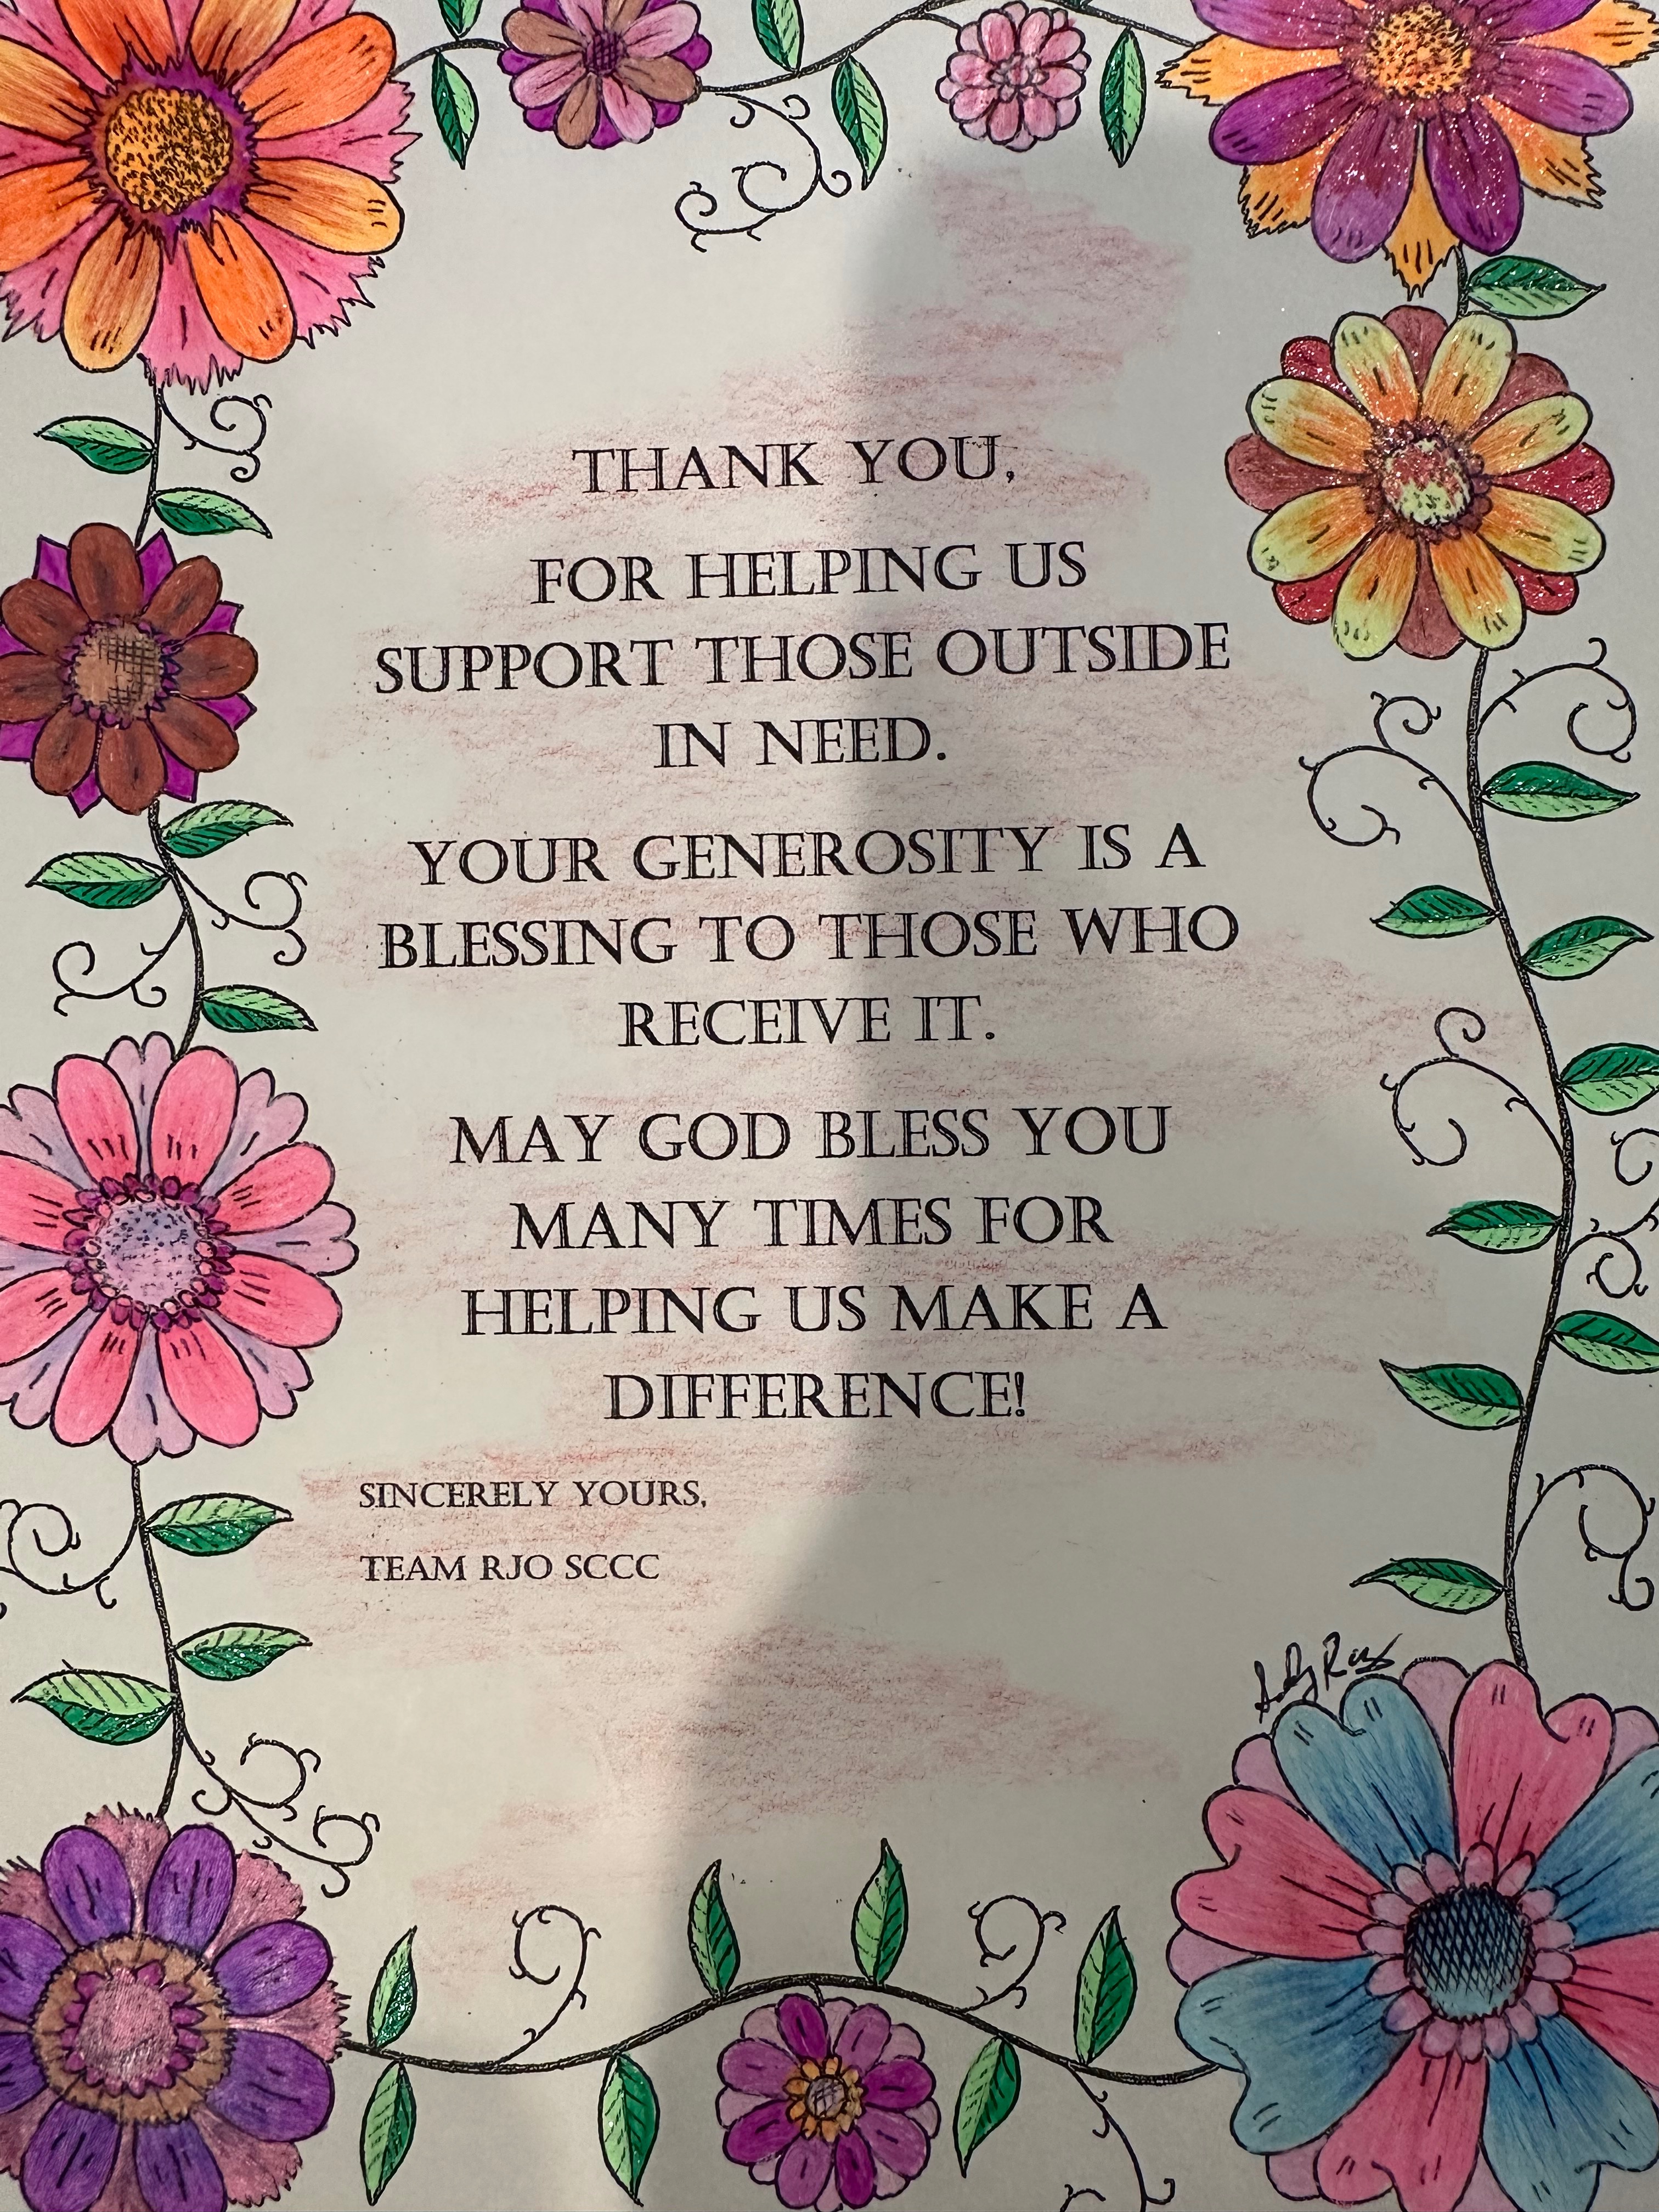 THANK YOU,
FOR HELPING US
SUPPORT THOSE OUTSIDE
IN NEED.
YOUR GENEROSITY IS A
BLESSING TO THOSE WHO
RECEIVE IT.
MAY GOD BLESS YOU
MANY TIMES FOR
HELPING US MAKE A
DIFFERENCE!
SINCERELY YOURS,
TEAM RJO SCCC